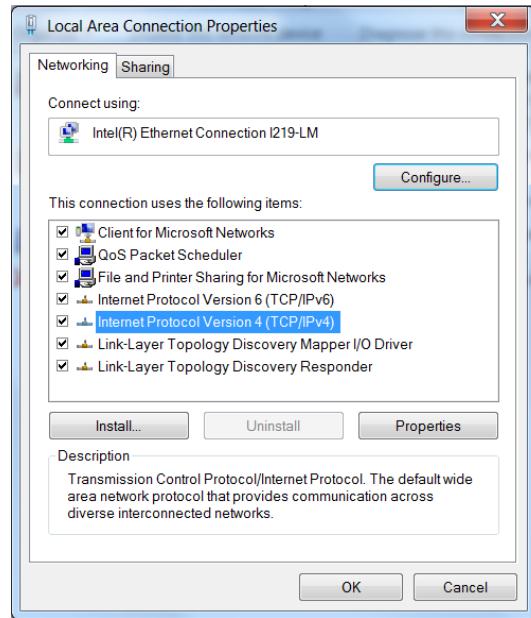 Local Area Connection Properties
Networking
Sharing
Connect using:
Intel(R) Ethernet Connection I219-LM
Configure...
This connection uses the following items:
Client for Microsoft Networks
QoS Packet Scheduler
File and Printer Sharing for Microsoft Networks
Internet Protocol Version 6 (TCP/IPv6)
Internet Protocol Version 4 (TCP/IPv4)
Link-Layer Topology Discovery Mapper I/O Driver
Link-Layer Topology Discovery Responder
Install...
Uninstall
Properties
Description
Transmission Control Protocol/Internet Protocol. The default wide
area network protocol that provides communication across
diverse interconnected networks.
OK
Cancel